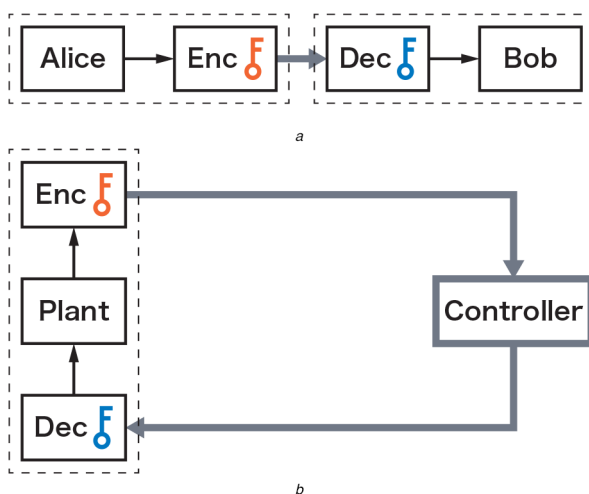 Alice Enc Dec Bob
a
Enc
Plant
Controller
Dec
b